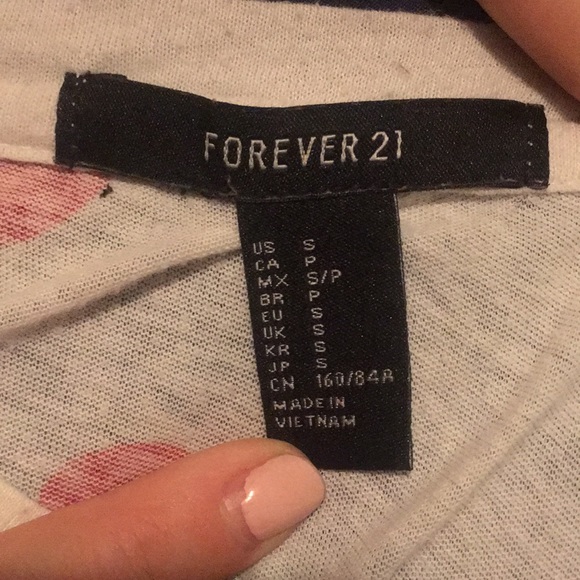 FOREVER 21
US S
CA P
MX S/P
BR P
EU S
UK S
KR S
JP S
CN 160/84A
MADE IN
VIETNAM